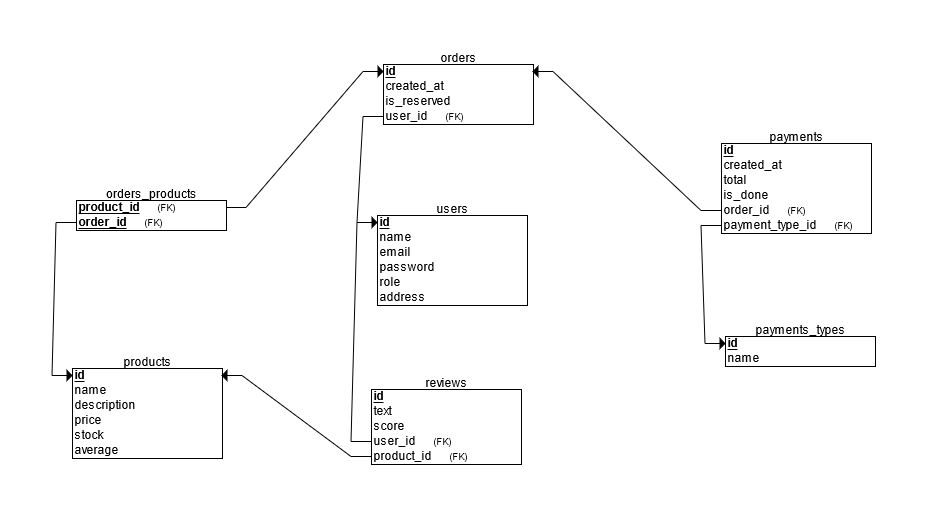 orders
id
created_at
is_reserved
user_id (FK)
payments
id
created_at
total
is_done
order_id (FK)
payment_type_id (FK)
orders_products
product_id (FK)
order_id (FK)
users
id
name
email
password
role
address
payments_types
id
name
products
id
name
description
price
stock
average
reviews
id
text
score
user_id (FK)
product_id (FK)